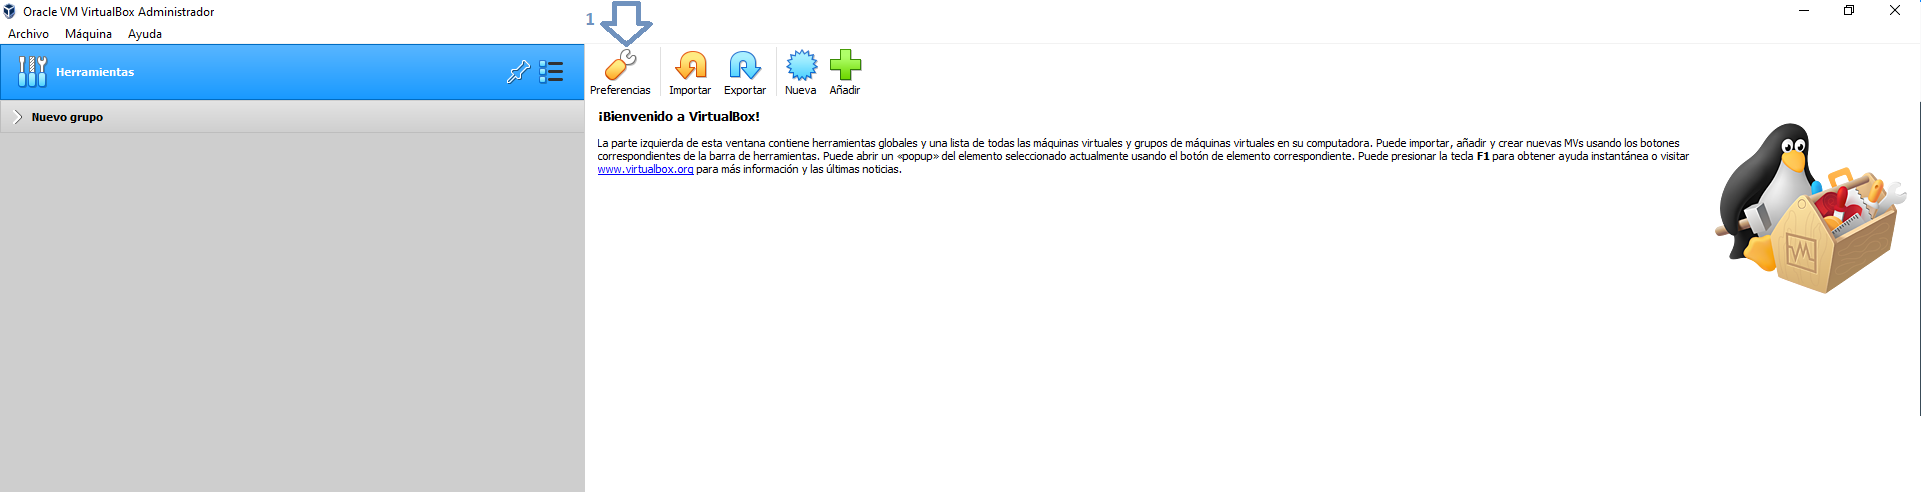 Oracle VM VirtualBox Administrador
Archivo Máquina Ayuda
1
Herramientas
Nuevo grupo
Preferencias Importar Exportar Nueva Añadir
¡Bienvenido a VirtualBox!
La parte izquierda de esta ventana contiene herramientas globales y una lista de todas las máquinas virtuales y grupos de máquinas virtuales en su computadora. Puede importar, añadir y crear nuevas MVs usando los botones
correspondientes de la barra de herramientas. Puede abrir un «popup» del elemento seleccionado actualmente usando el botón de elemento correspondiente. Puede presionar la tecla F1 para obtener ayuda instantánea o visitar
www.virtualbox.org para más información y las últimas noticias.